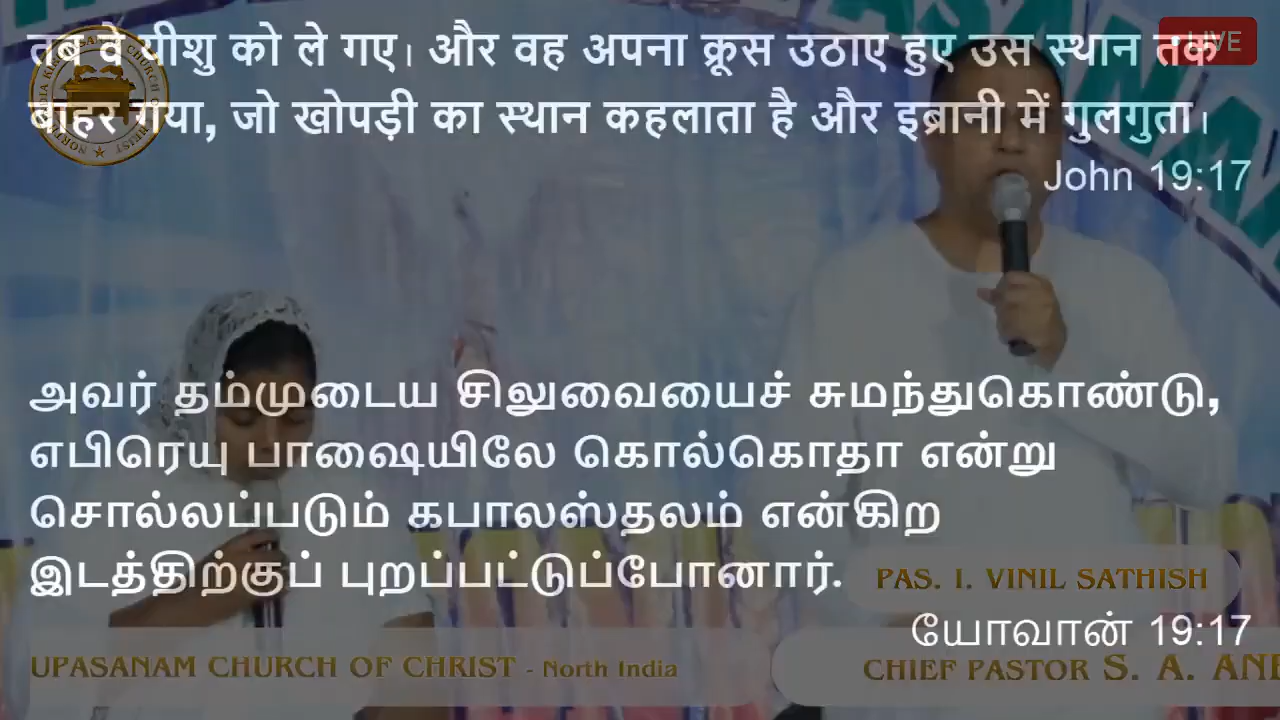 तब वे यीशु को ले गए। और वह अपना क्रूस उठाए हुए उस स्थान तक
बाहर गया, जो खोपड़ी का स्थान कहलाता है और इब्रानी में गुलगुता।
John 19:17
LIVE
அவர் தம்முடைய சிலுவையைச் சுமந்துகொண்டு,
எபிரெயு பாஷையிலே கொல்கொதா என்று
சொல்லப்படும் கபாலஸ்தலம் என்கிற
இடத்திற்குப் புறப்பட்டுப்போனார்.
PAS. I. VINIL SATHISH
யோவான் 19:17
UPASANAM CHURCH OF CHRIST - North India
CHIEF PASTOR S. A.